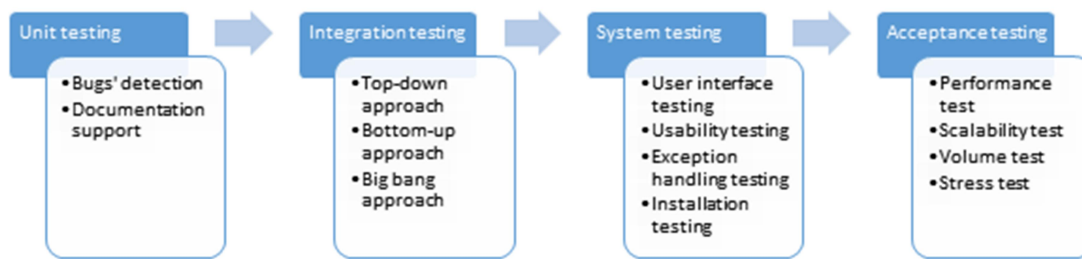 Unit testing
•Bugs' detection
•Documentation
support
Integration testing
•Top-down
approach
•Bottom-up
approach
•Big bang
approach
System testing
•User interface
testing
•Usability testing
•Exception
handling testing
•Installation
testing
Acceptance testing
•Performance
test
•Scalability test
•Volume test
•Stress test